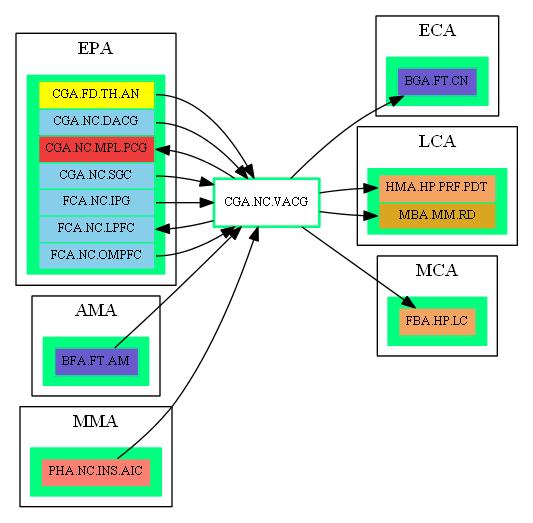 EPA
CGA.FD.TH.AN
CGA.NC.DACG
CGA.NC.MPL.PCG
CGA.NC.SGC
FCA.NC.IPG
FCA.NC.LPFC
FCA.NC.OMPFC
AMA
BFA.FT.AM
MMA
PHA.NC.INS.AIC
CGA.NC.VACG
ECA
BGA.FT.CN
LCA
HMA.HP.PRF.PDT
MBA.MM.RD
MCA
FBA.HP.LC